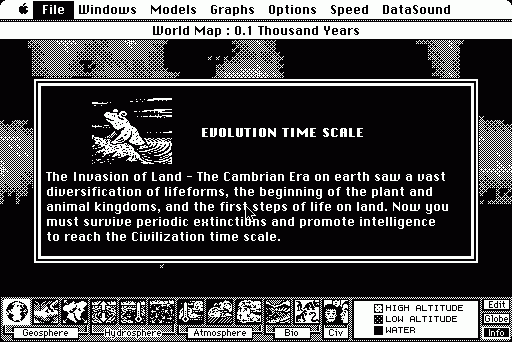 File Windows Models Graphs Options Speed DataSound
World Map : 0.1 Thousand Years
EVOLUTION TIME SCALE
The Invasion of Land - The Cambrian Era on earth saw a vast
diversification of lifeforms, the beginning of the plant and
animal kingdoms, and the first steps of life on land. Now you
must survive periodic extinctions and promote intelligence
to reach the Civilization time scale.
HIGH ALTITUDE
LOW ALTITUDE
WATER
Edit
Globe
Info
Geosphere Hydrosphere Atmosphere Bio Civ